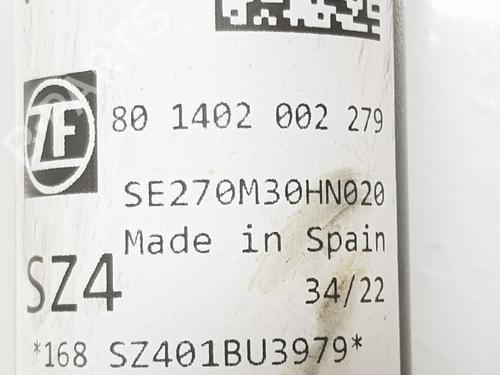 ZF
80 1402 002 279
SE270M30HN020
Made in Spain
SZ4
34/22
*168 SZ401BU3979*